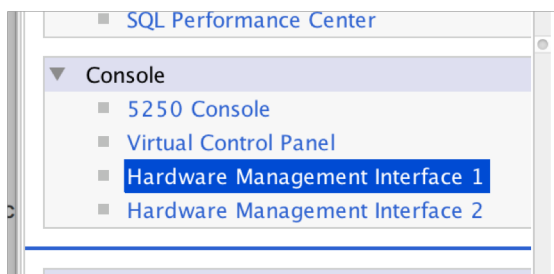 SQL Performance Center
Console
5250 Console
Virtual Control Panel
Hardware Management Interface 1
Hardware Management Interface 2